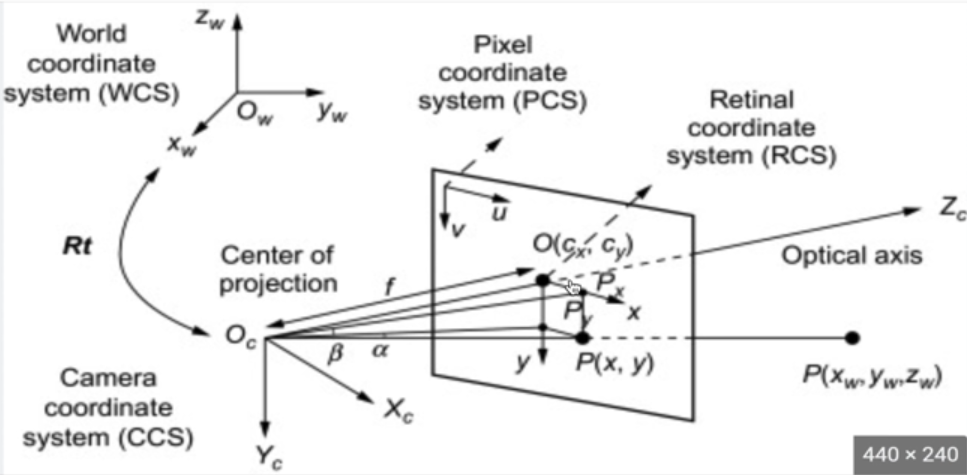 World
coordinate
system (WCS)
z_w
O_w
y_w
x_w
Pixel
coordinate
system (PCS)
Retinal
coordinate
system (RCS)
u
v
Z_c
O(c_x, c_y)
Optical axis
Rt
Center of
projection
f
P_x
x
P_y
O_c
β
α
y
P(x, y)
P(x_w, y_w, z_w)
Camera
coordinate
system (CCS)
X_c
Y_c
440 × 240